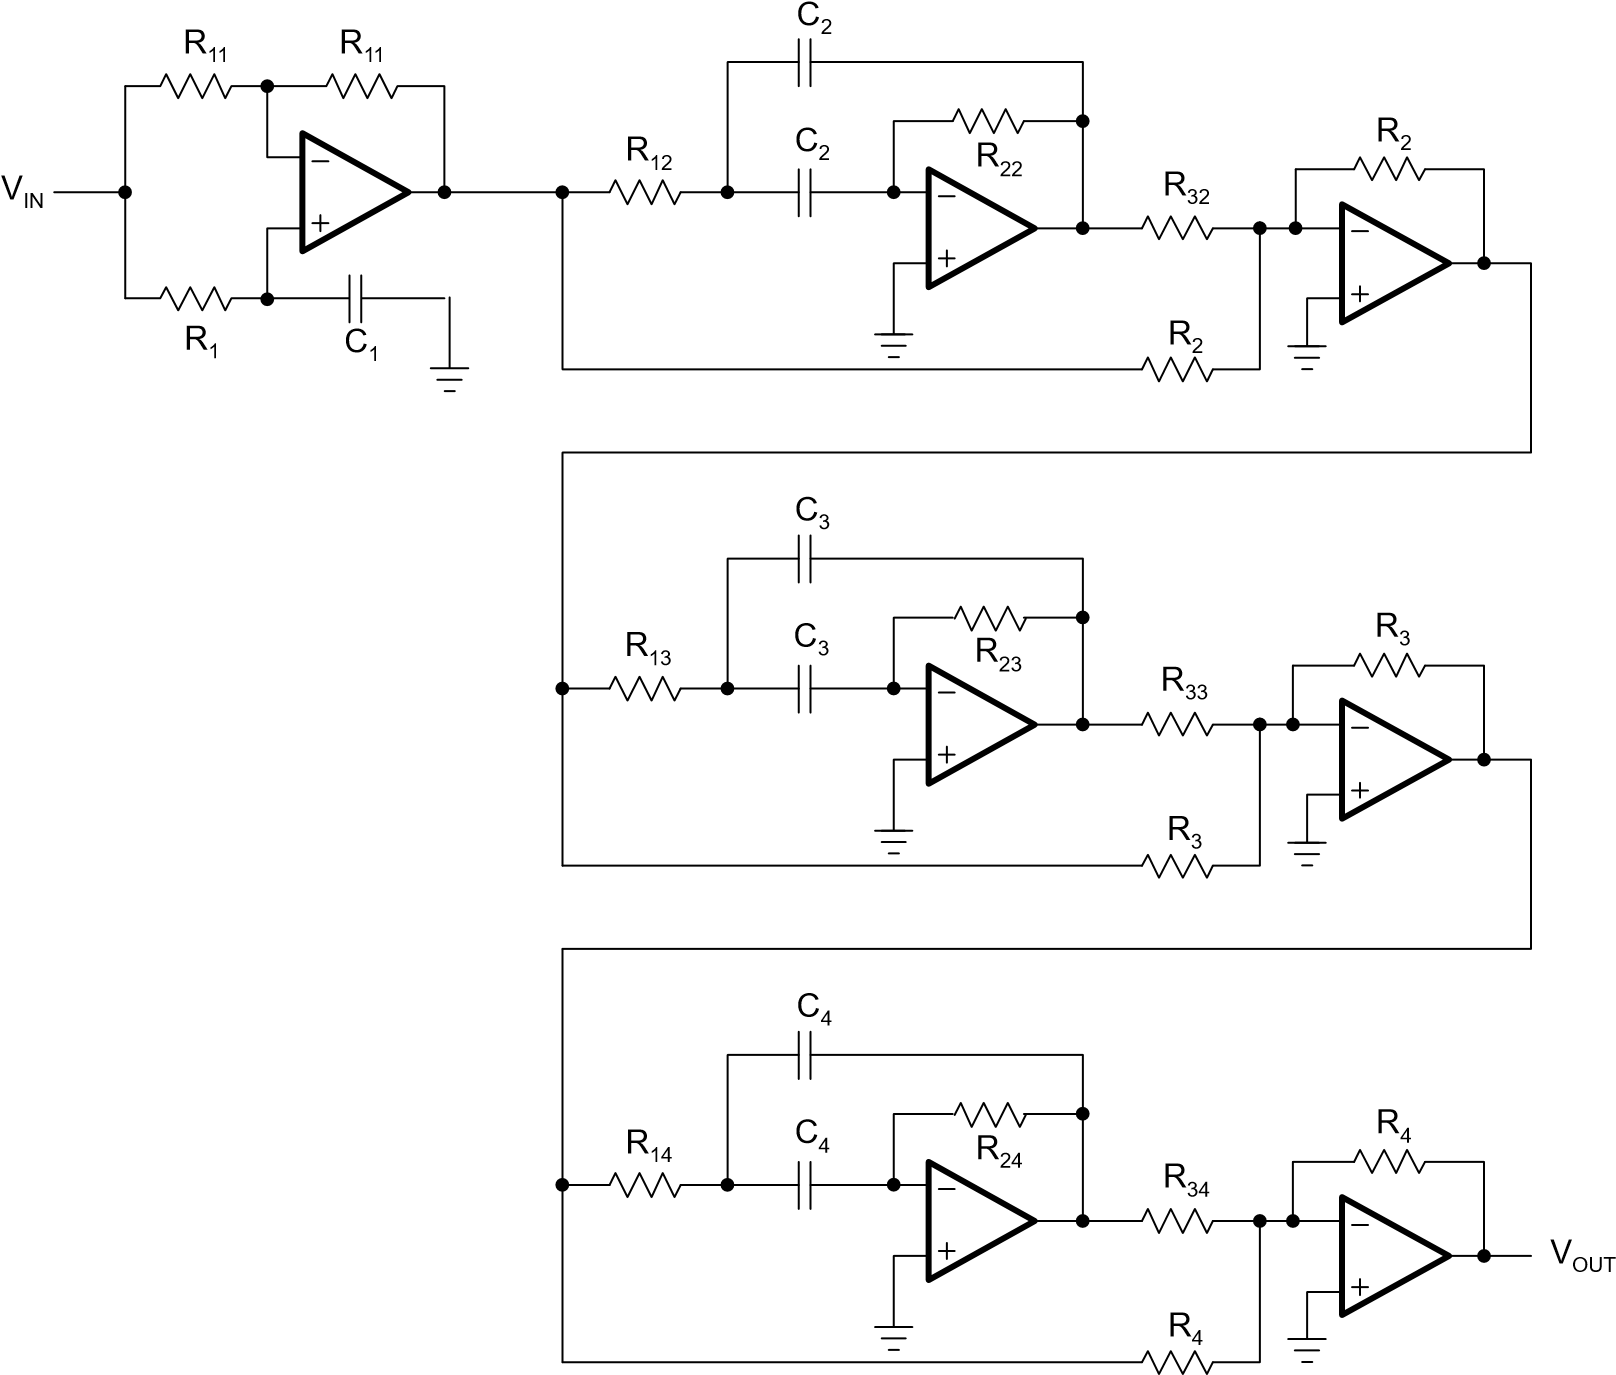 C2
R11 R11
R2
R12 C2 R22
VIN − + − + R32 − +
R1 C1 R2
C3
R3
R13 C3 R23
− + R33 − +
R3
C4
R4
R14 C4 R24
− + R34 − + VOUT
R4